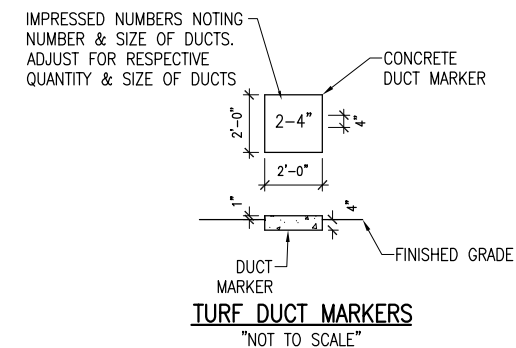 IMPRESSED NUMBERS NOTING
NUMBER & SIZE OF DUCTS.
ADJUST FOR RESPECTIVE
QUANTITY & SIZE OF DUCTS
CONCRETE
DUCT MARKER
2'-0"
2-4"
4"
2'-0"
1"
4"
FINISHED GRADE
DUCT
MARKER
TURF DUCT MARKERS
"NOT TO SCALE"